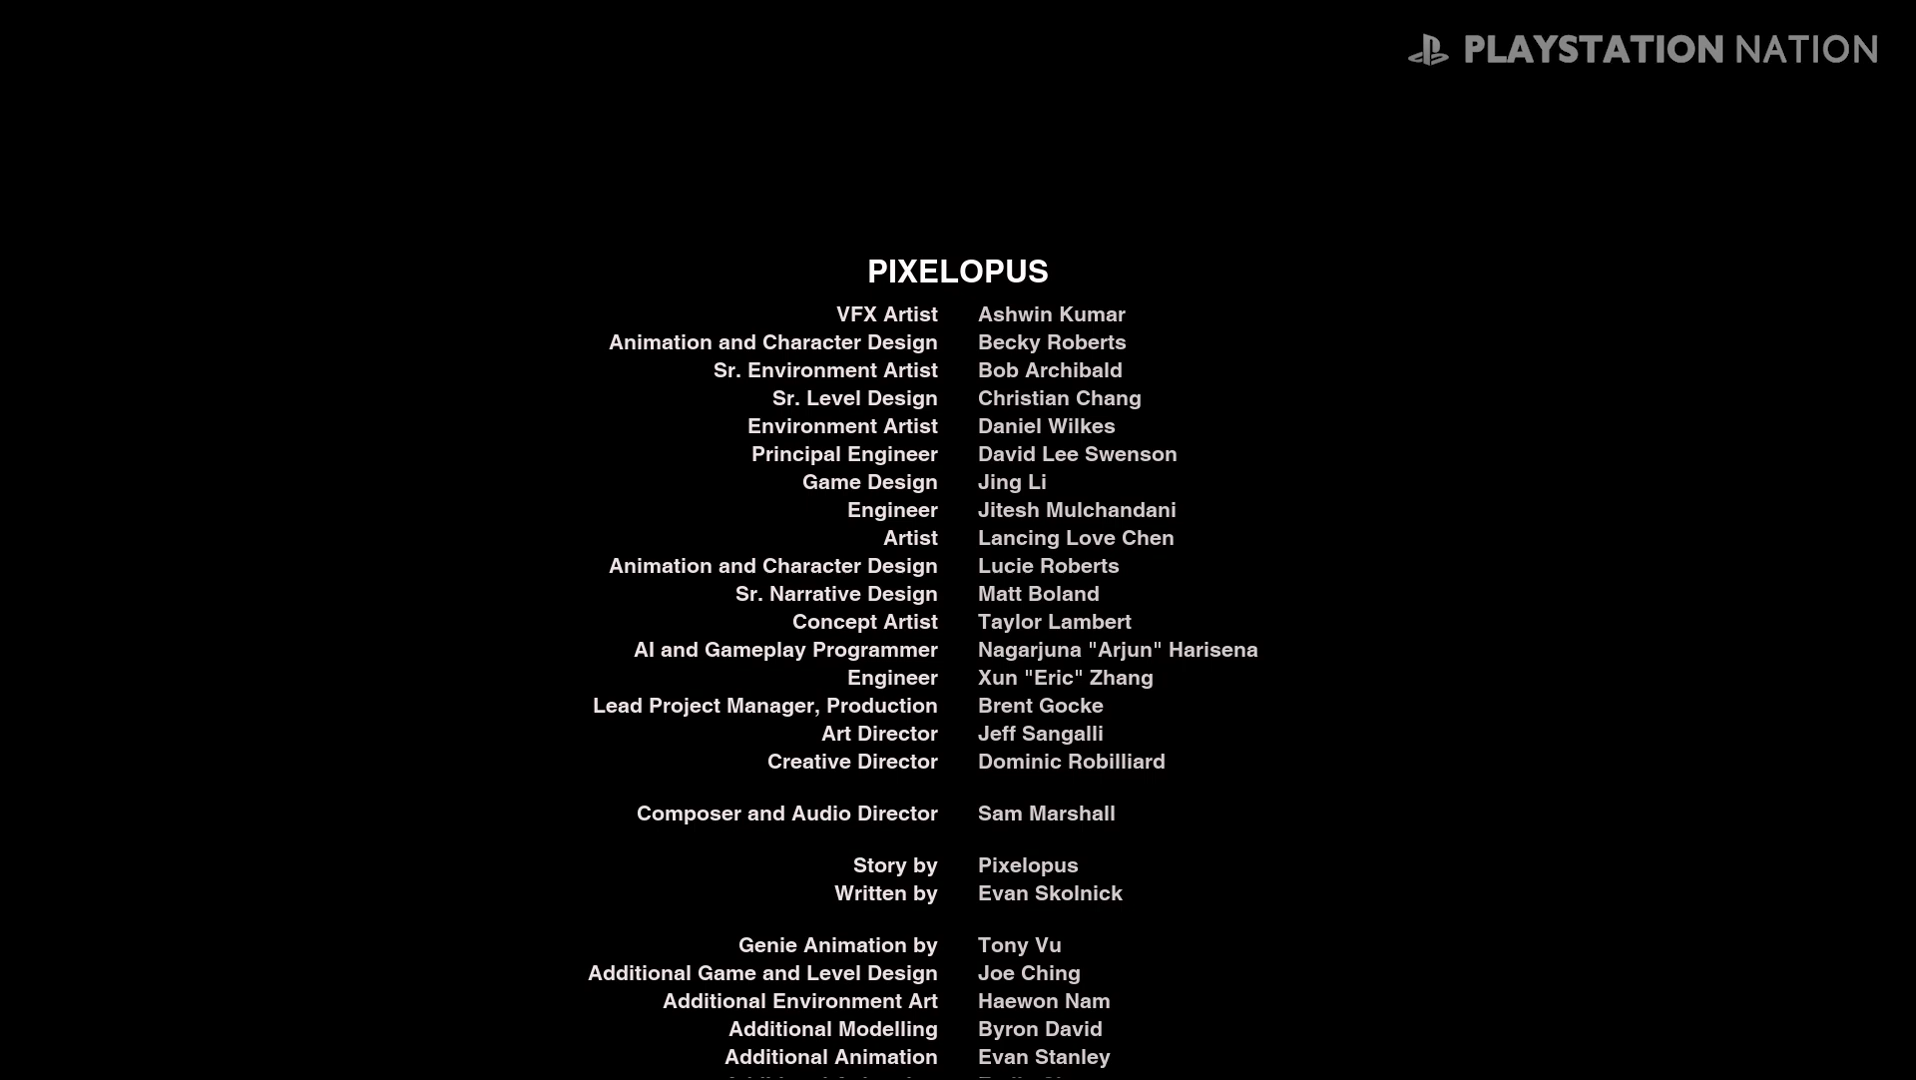 PLAYSTATION NATION
PIXELOPUS
VFX Artist Ashwin Kumar
Animation and Character Design Becky Roberts
Sr. Environment Artist Bob Archibald
Sr. Level Design Christian Chang
Environment Artist Daniel Wilkes
Principal Engineer David Lee Swenson
Game Design Jing Li
Engineer Jitesh Mulchandani
Artist Lancing Love Chen
Animation and Character Design Lucie Roberts
Sr. Narrative Design Matt Boland
Concept Artist Taylor Lambert
AI and Gameplay Programmer Nagarjuna "Arjun" Harisena
Engineer Xun "Eric" Zhang
Lead Project Manager, Production Brent Gocke
Art Director Jeff Sangalli
Creative Director Dominic Robilliard
Composer and Audio Director Sam Marshall
Story by Pixelopus
Written by Evan Skolnick
Genie Animation by Tony Vu
Additional Game and Level Design Joe Ching
Additional Environment Art Haewon Nam
Additional Modelling Byron David
Additional Animation Evan Stanley